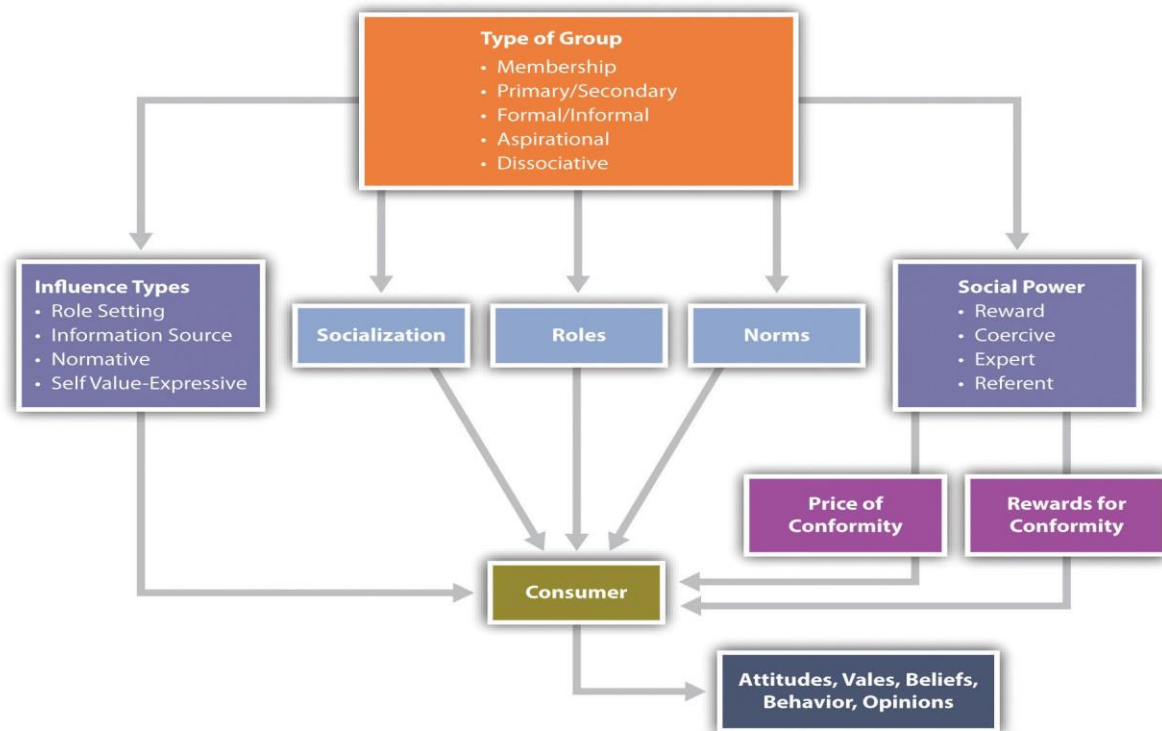 Type of Group
• Membership
• Primary/Secondary
• Formal/Informal
• Aspirational
• Dissociative
Influence Types
• Role Setting
• Information Source
• Normative
• Self Value-Expressive
Socialization
Roles
Norms
Social Power
• Reward
• Coercive
• Expert
• Referent
Price of
Conformity
Rewards for
Conformity
Consumer
Attitudes, Vales, Beliefs,
Behavior, Opinions